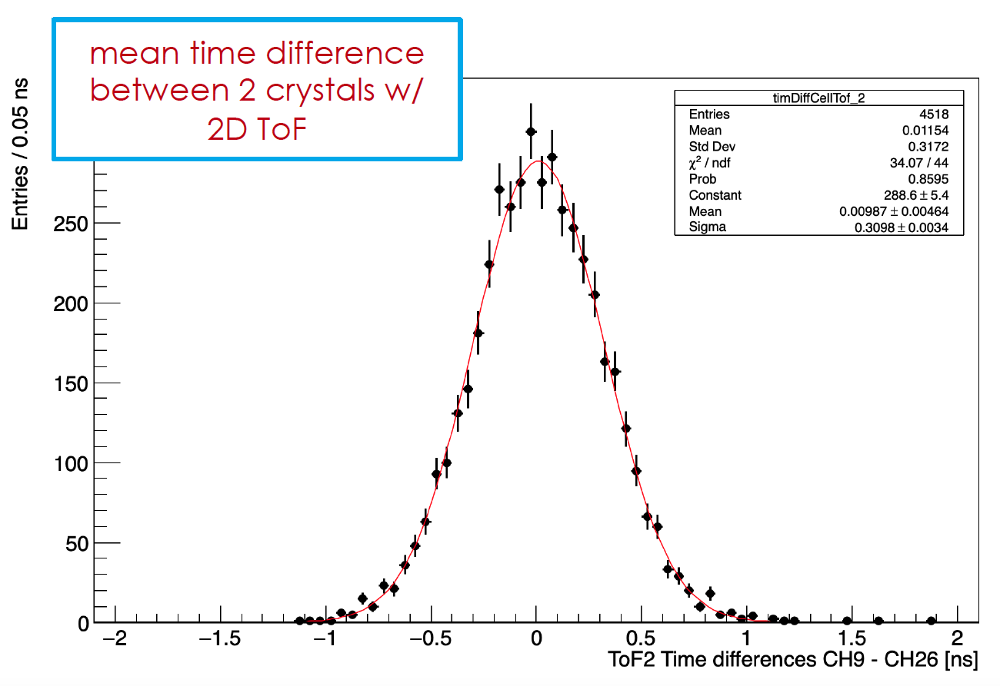 mean time difference
between 2 crystals w/
2D ToF
Entries / 0.05 ns
timDiffCellTof_2
Entries 4518
Mean 0.01154
Std Dev 0.3172
χ² / ndf 34.07 / 44
Prob 0.8595
Constant 288.6 ± 5.4
Mean 0.00987 ± 0.00464
Sigma 0.3098 ± 0.0034
250
200
150
100
50
0
−2 −1.5 −1 −0.5 0 0.5 1 1.5 2
ToF2 Time differences CH9 - CH26 [ns]